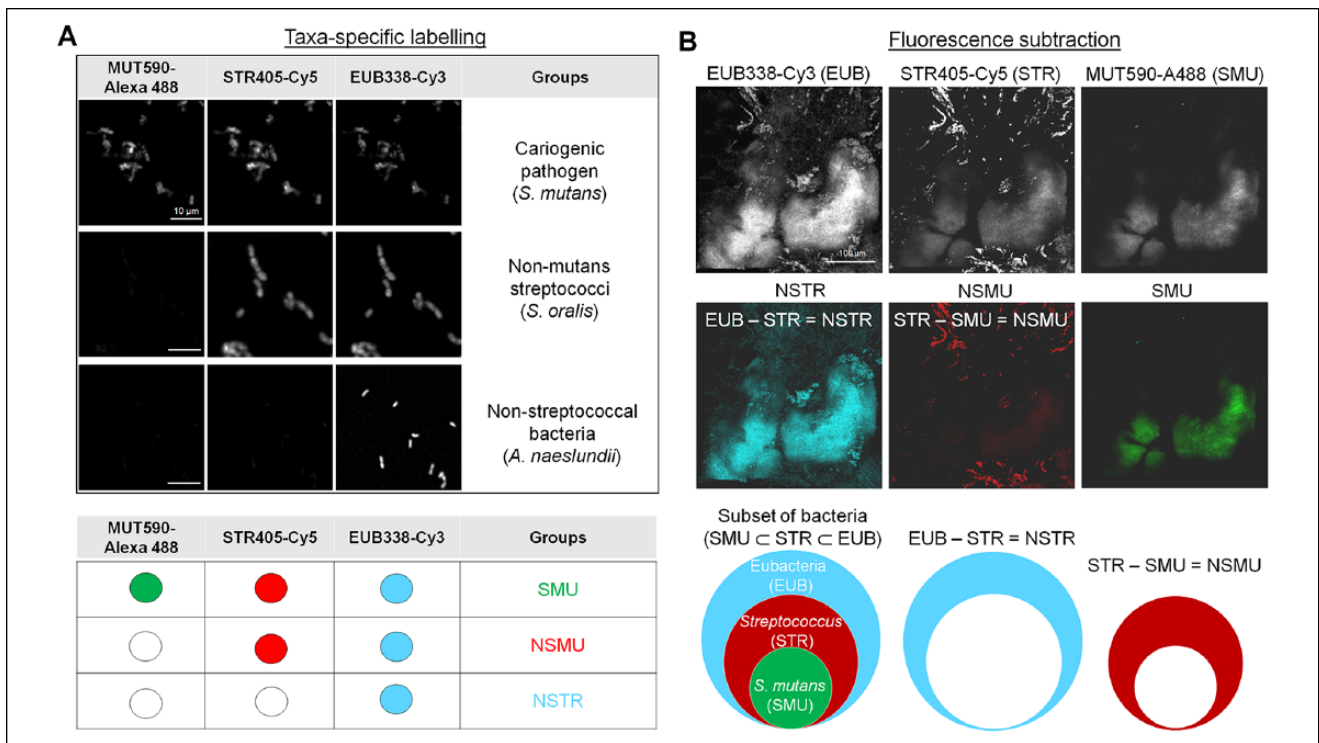 A
Taxa-specific labelling
MUT590-
Alexa 488
STR405-Cy5
EUB338-Cy3
Groups
10 µm
Cariogenic
pathogen
(S. mutans)
Non-mutans
streptococci
(S. oralis)
Non-streptococcal
bacteria
(A. naeslundii)
MUT590-
Alexa 488
STR405-Cy5
EUB338-Cy3
Groups
SMU
NSMU
NSTR
B
Fluorescence subtraction
EUB338-Cy3 (EUB)
STR405-Cy5 (STR)
MUT590-A488 (SMU)
100 µm
NSTR
NSMU
SMU
EUB – STR = NSTR
STR – SMU = NSMU
Subset of bacteria
(SMU ⊂ STR ⊂ EUB)
EUB – STR = NSTR
STR – SMU = NSMU
Eubacteria
(EUB)
Streptococcus
(STR)
S. mutans
(SMU)